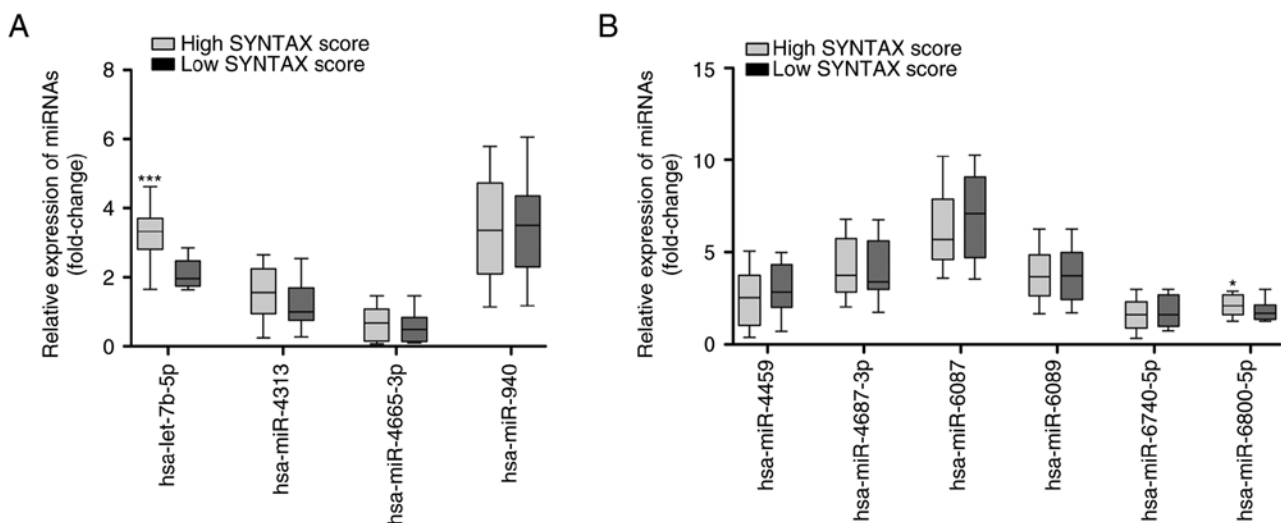 A
High SYNTAX score
Low SYNTAX score
Relative expression of miRNAs
(fold-change)
8
6
4
2
0
***
hsa-let-7b-5p
hsa-miR-4313
hsa-miR-4665-3p
hsa-miR-940
B
High SYNTAX score
Low SYNTAX score
Relative expression of miRNAs
(fold-change)
15
10
5
0
*
hsa-miR-4459
hsa-miR-4687-3p
hsa-miR-6087
hsa-miR-6089
hsa-miR-6740-5p
hsa-miR-6800-5p